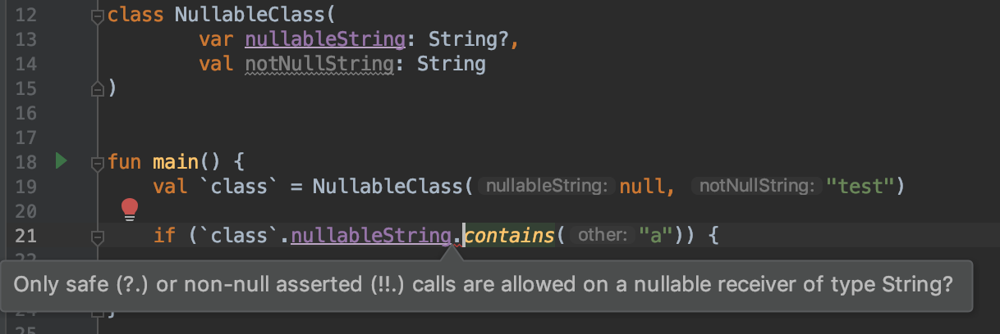 12 class NullableClass(
13 var nullableString: String?,
14 val notNullString: String
15 )
16
17
18 fun main() {
19 val `class` = NullableClass( nullableString: null, notNullString: "test")
20
21 if (`class`.nullableString.contains( other: "a")) {
22
Only safe (?.) or non-null asserted (!!.) calls are allowed on a nullable receiver of type String?
24 }
25